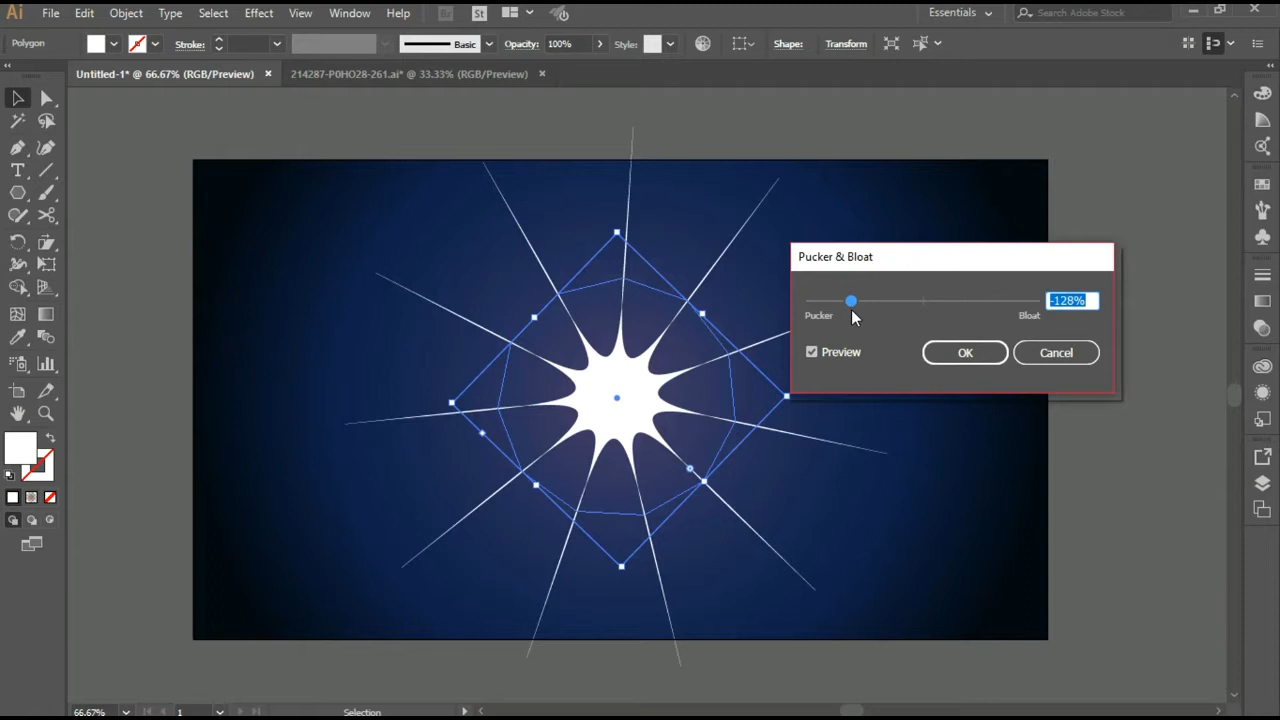 Ai File Edit Object Type Select Effect View Window Help Br St Essentials Search Adobe Stock
Polygon Stroke: Basic Opacity: 100% Style: Shape: Transform
Untitled-1* @ 66.67% (RGB/Preview) × 214287-P0HO28-261.ai* @ 33.33% (RGB/Preview) ×
Pucker & Bloat
-128%
Pucker Bloat
Preview OK Cancel
66.67% 1 Selection